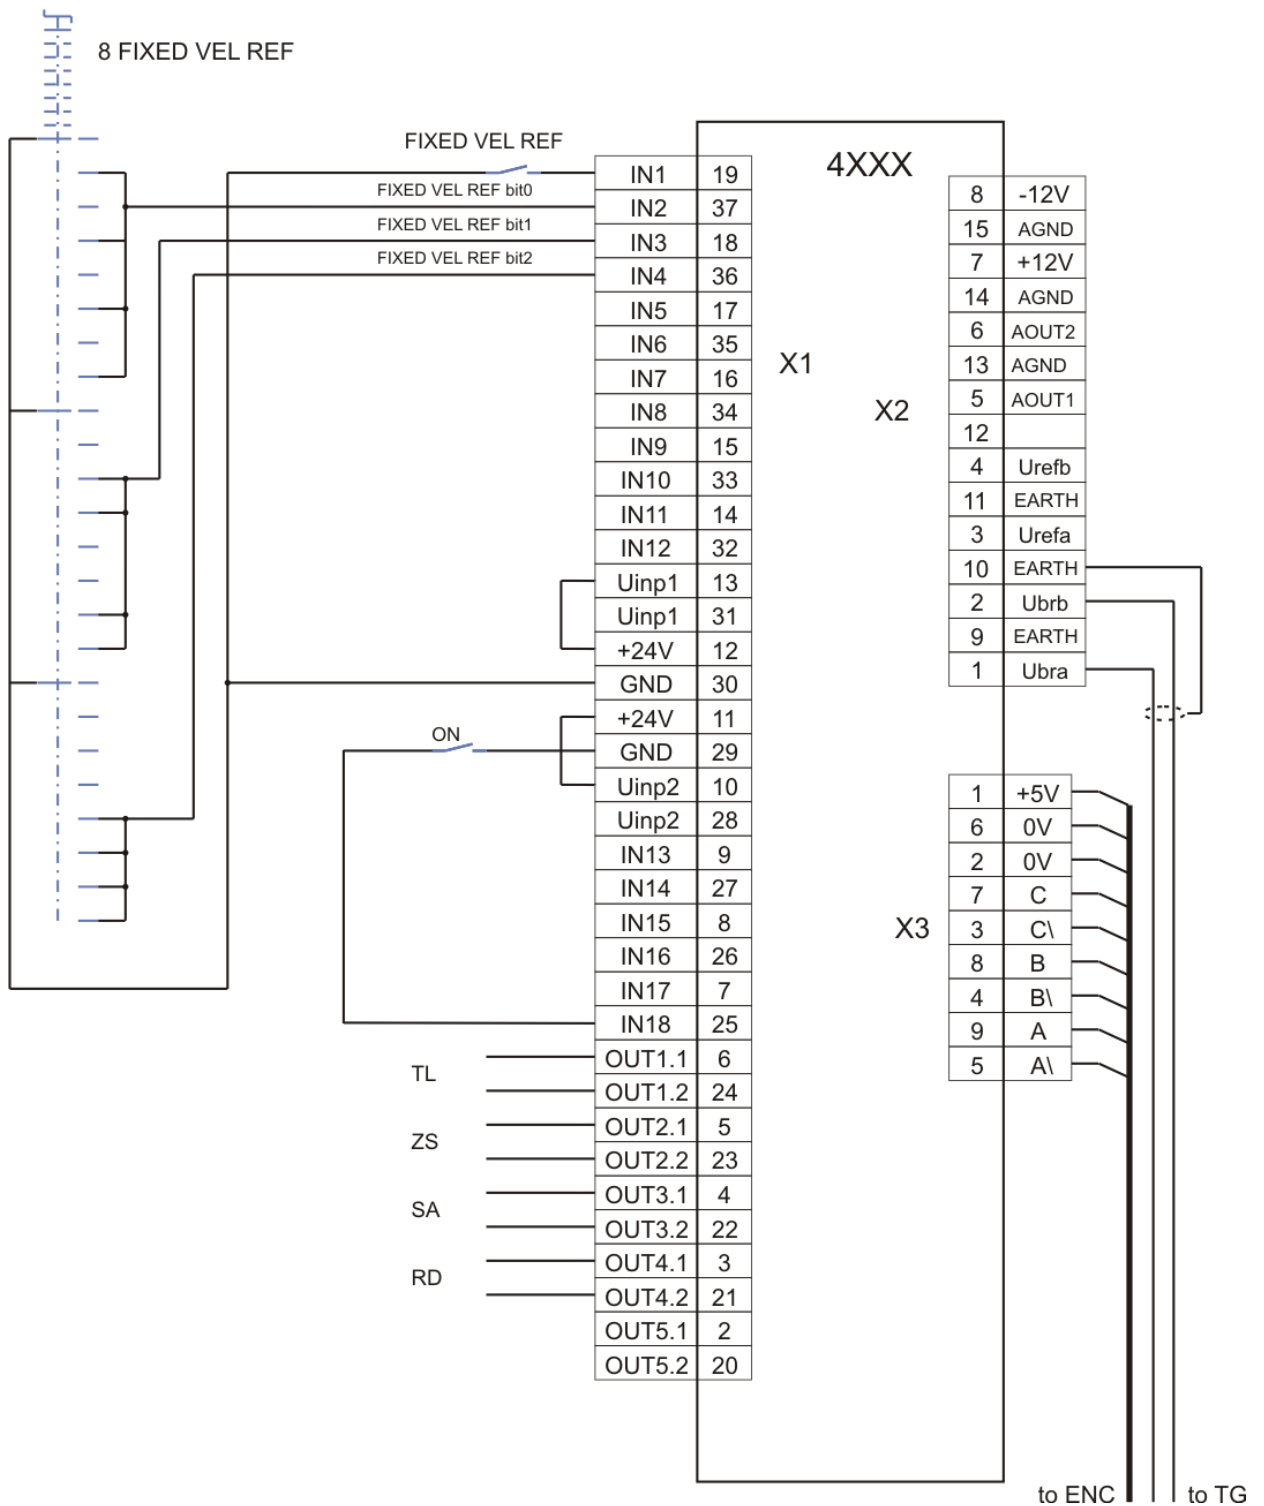 8 FIXED VEL REF
FIXED VEL REF
FIXED VEL REF bit0
FIXED VEL REF bit1
FIXED VEL REF bit2
ON
TL
ZS
SA
RD
4XXX
X1
X2
X3
IN1 19
IN2 37
IN3 18
IN4 36
IN5 17
IN6 35
IN7 16
IN8 34
IN9 15
IN10 33
IN11 14
IN12 32
Uinp1 13
Uinp1 31
+24V 12
GND 30
+24V 11
GND 29
Uinp2 10
Uinp2 28
IN13 9
IN14 27
IN15 8
IN16 26
IN17 7
IN18 25
OUT1.1 6
OUT1.2 24
OUT2.1 5
OUT2.2 23
OUT3.1 4
OUT3.2 22
OUT4.1 3
OUT4.2 21
OUT5.1 2
OUT5.2 20
8 -12V
15 AGND
7 +12V
14 AGND
6 AOUT2
13 AGND
5 AOUT1
12
4 Urefb
11 EARTH
3 Urefa
10 EARTH
2 Ubrb
9 EARTH
1 Ubra
1 +5V
6 0V
2 0V
7 C
3 C\
8 B
4 B\
9 A
5 A\
to ENC
to TG